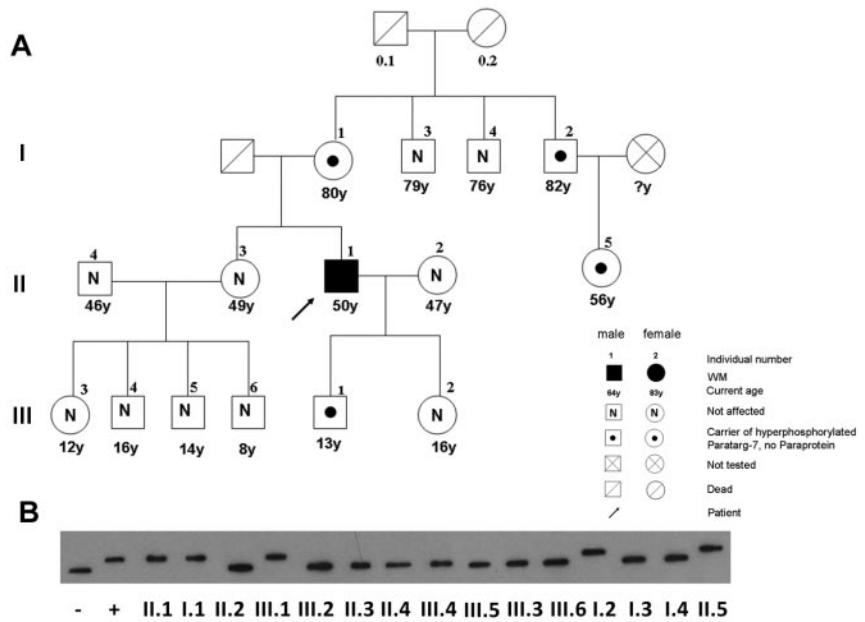 A
0.1 0.2
I
1 3 4 2
N N
80y 79y 76y 82y ?y
4 3 1 2 5
II
N N N
46y 49y 50y 47y 56y
3 4 5 6 1 2
III
N N N N N
12y 16y 14y 8y 13y 16y
male female
1 2 Individual number
WM
64y 83y Current age
N N Not affected
Carrier of hyperphosphorylated
Paratarg-7, no Paraprotein
Not tested
Dead
Patient
B
- + II.1 I.1 II.2 III.1 III.2 II.3 II.4 III.4 III.5 III.3 III.6 I.2 I.3 I.4 II.5